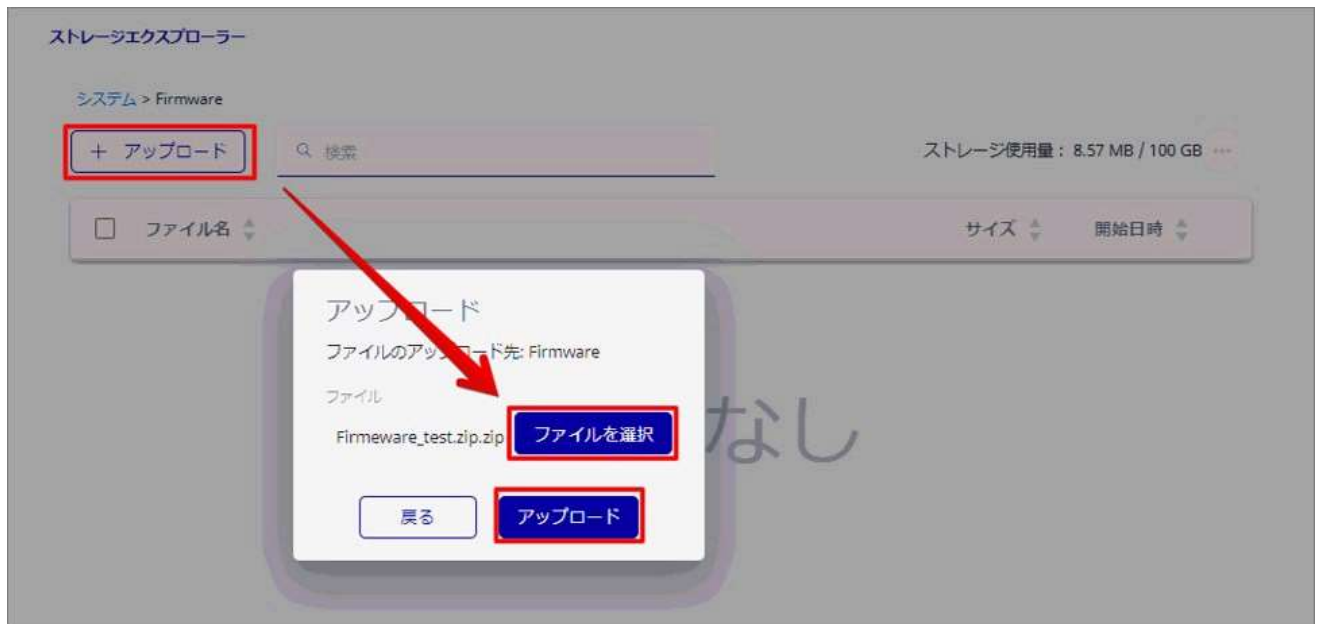 ストレージエクスプローラー
システム > Firmware
+ アップロード
検索
ストレージ使用量： 8.57 MB / 100 GB ...
ファイル名
サイズ
開始日時
アップロード
ファイルのアップロード先: Firmware
ファイル
Firmeware_test.zip.zip
ファイルを選択
なし
戻る
アップロード